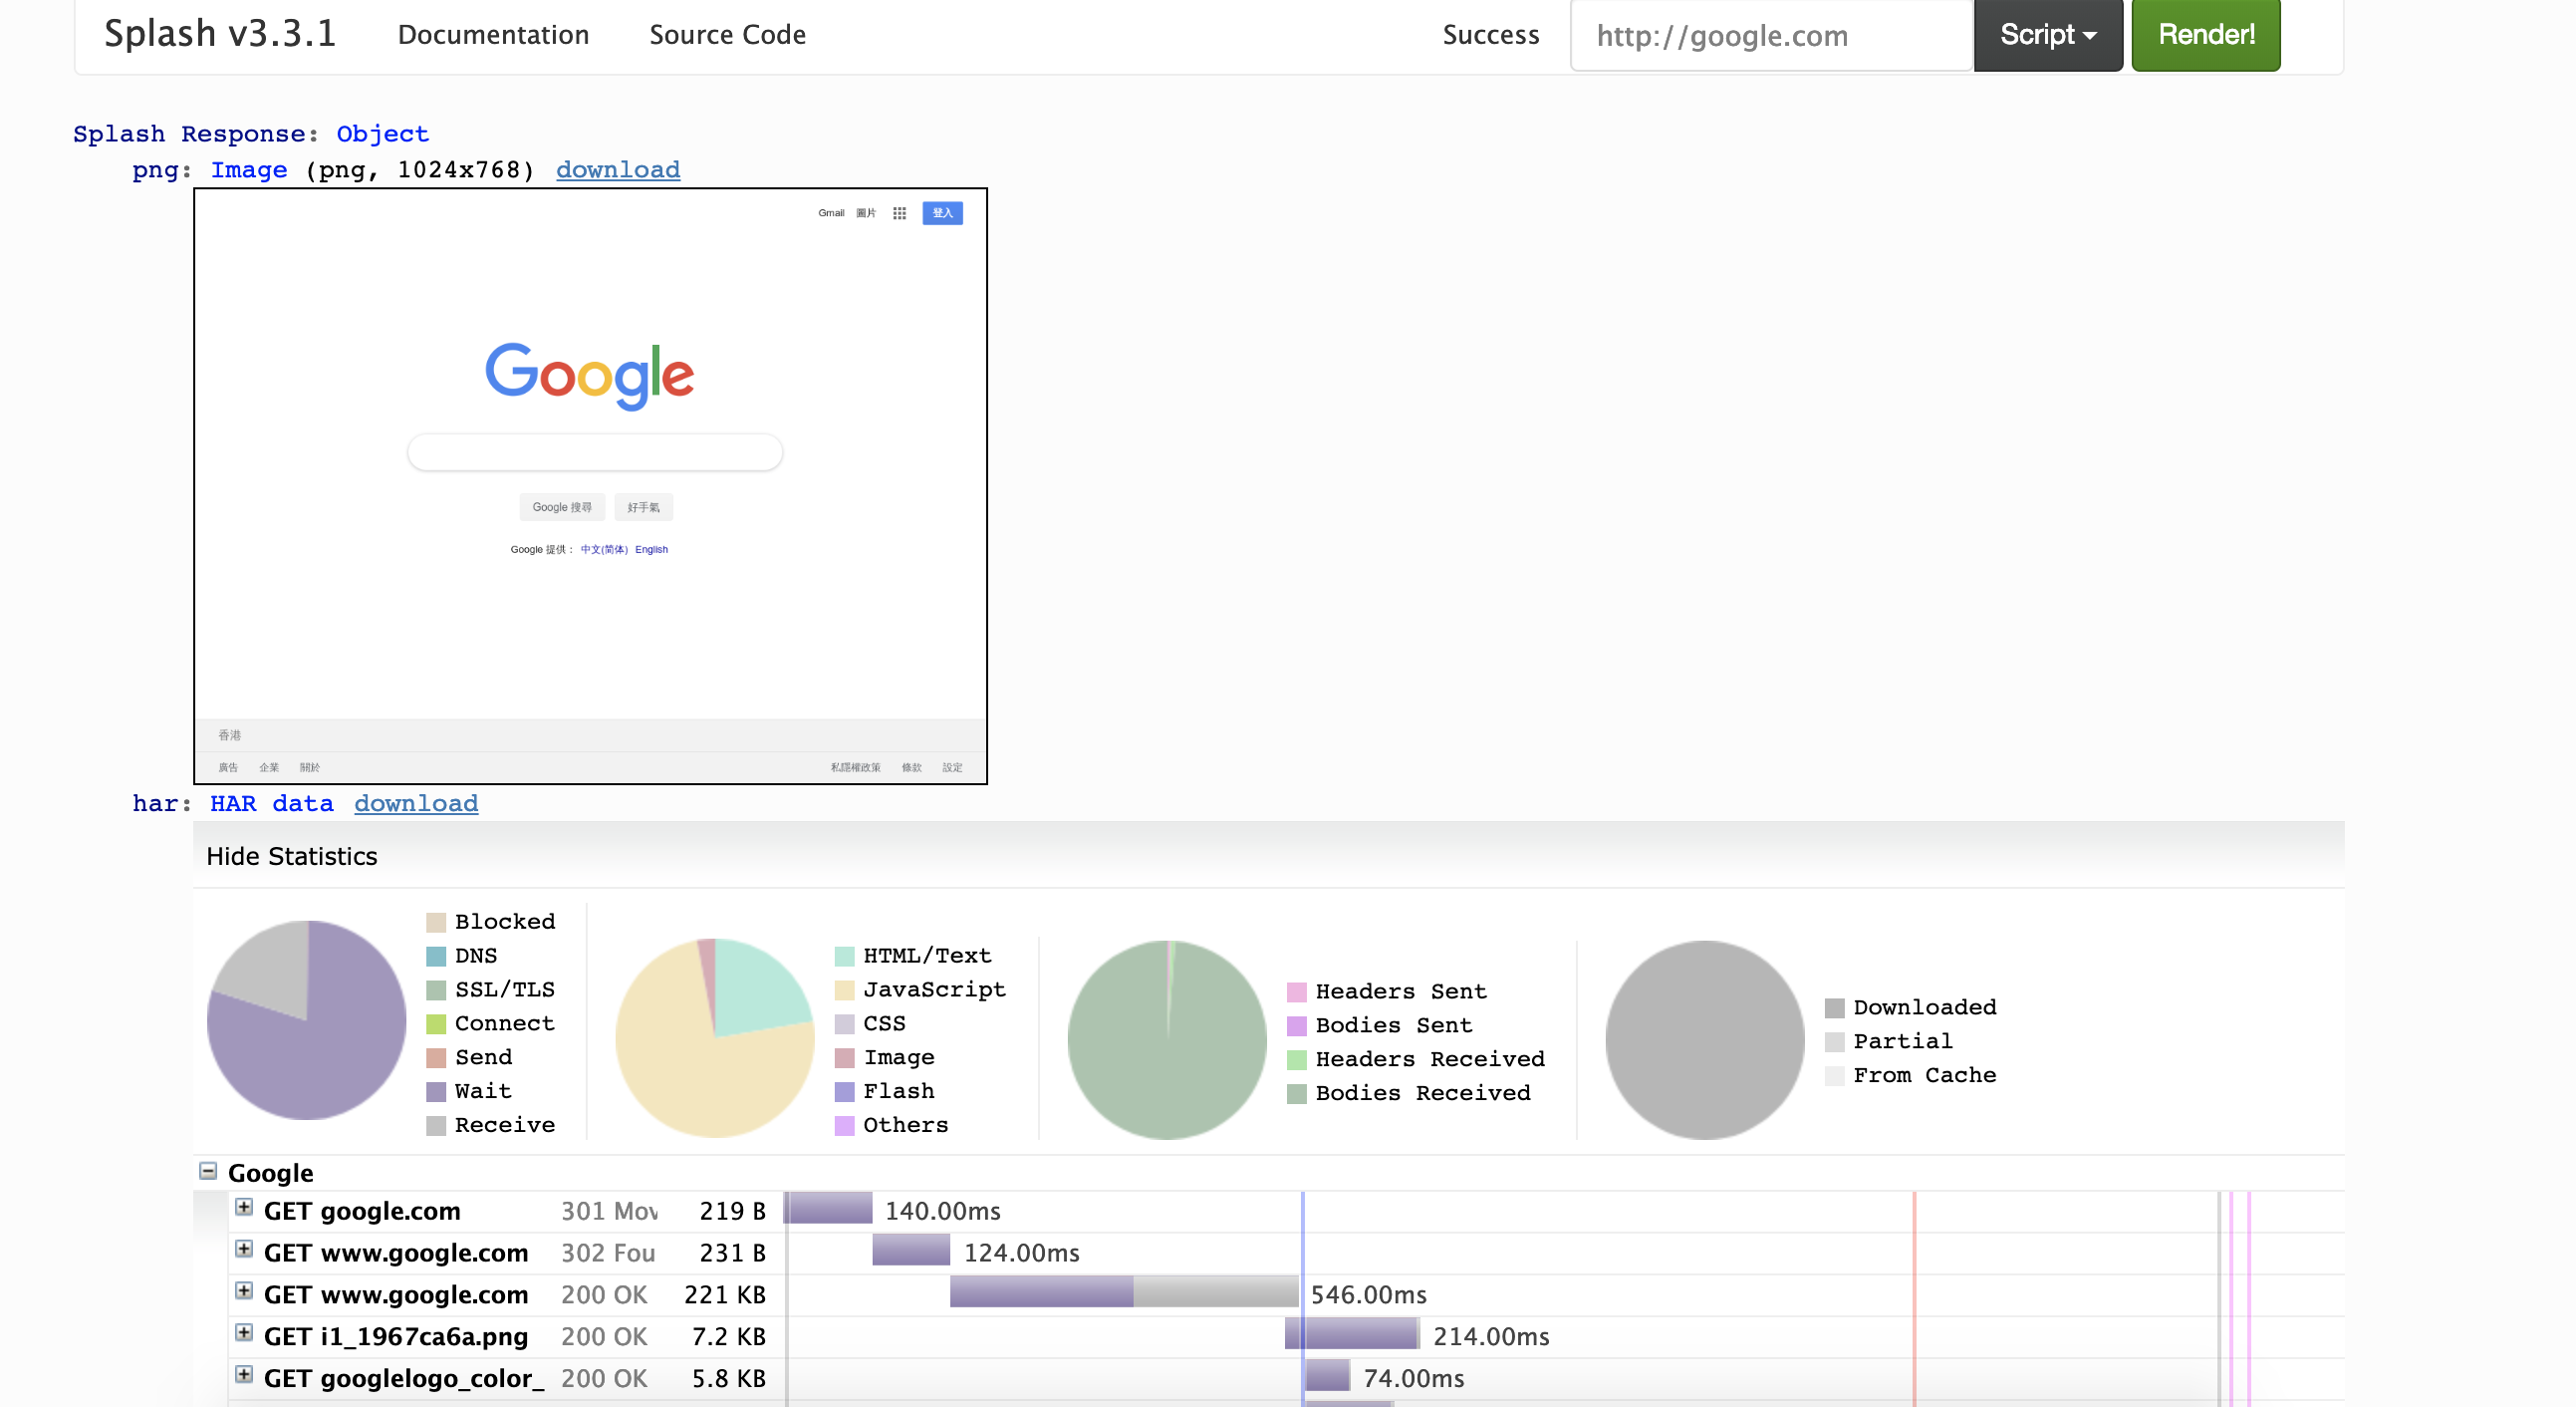 Splash v3.3.1 Documentation Source Code Success http://google.com Script Render!
Splash Response: Object
png: Image (png, 1024x768) download
Gmail 圖片 登入
Google
Google 搜尋 好手氣
Google 提供： 中文(简体) English
香港
廣告 企業 關於 私隱權政策 條款 設定
har: HAR data download
Hide Statistics
Blocked
DNS
SSL/TLS
Connect
Send
Wait
Receive
HTML/Text
JavaScript
CSS
Image
Flash
Others
Headers Sent
Bodies Sent
Headers Received
Bodies Received
Downloaded
Partial
From Cache
Google
GET google.com 301 Mov 219 B 140.00ms
GET www.google.com 302 Fou 231 B 124.00ms
GET www.google.com 200 OK 221 KB 546.00ms
GET i1_1967ca6a.png 200 OK 7.2 KB 214.00ms
GET googlelogo_color_ 200 OK 5.8 KB 74.00ms